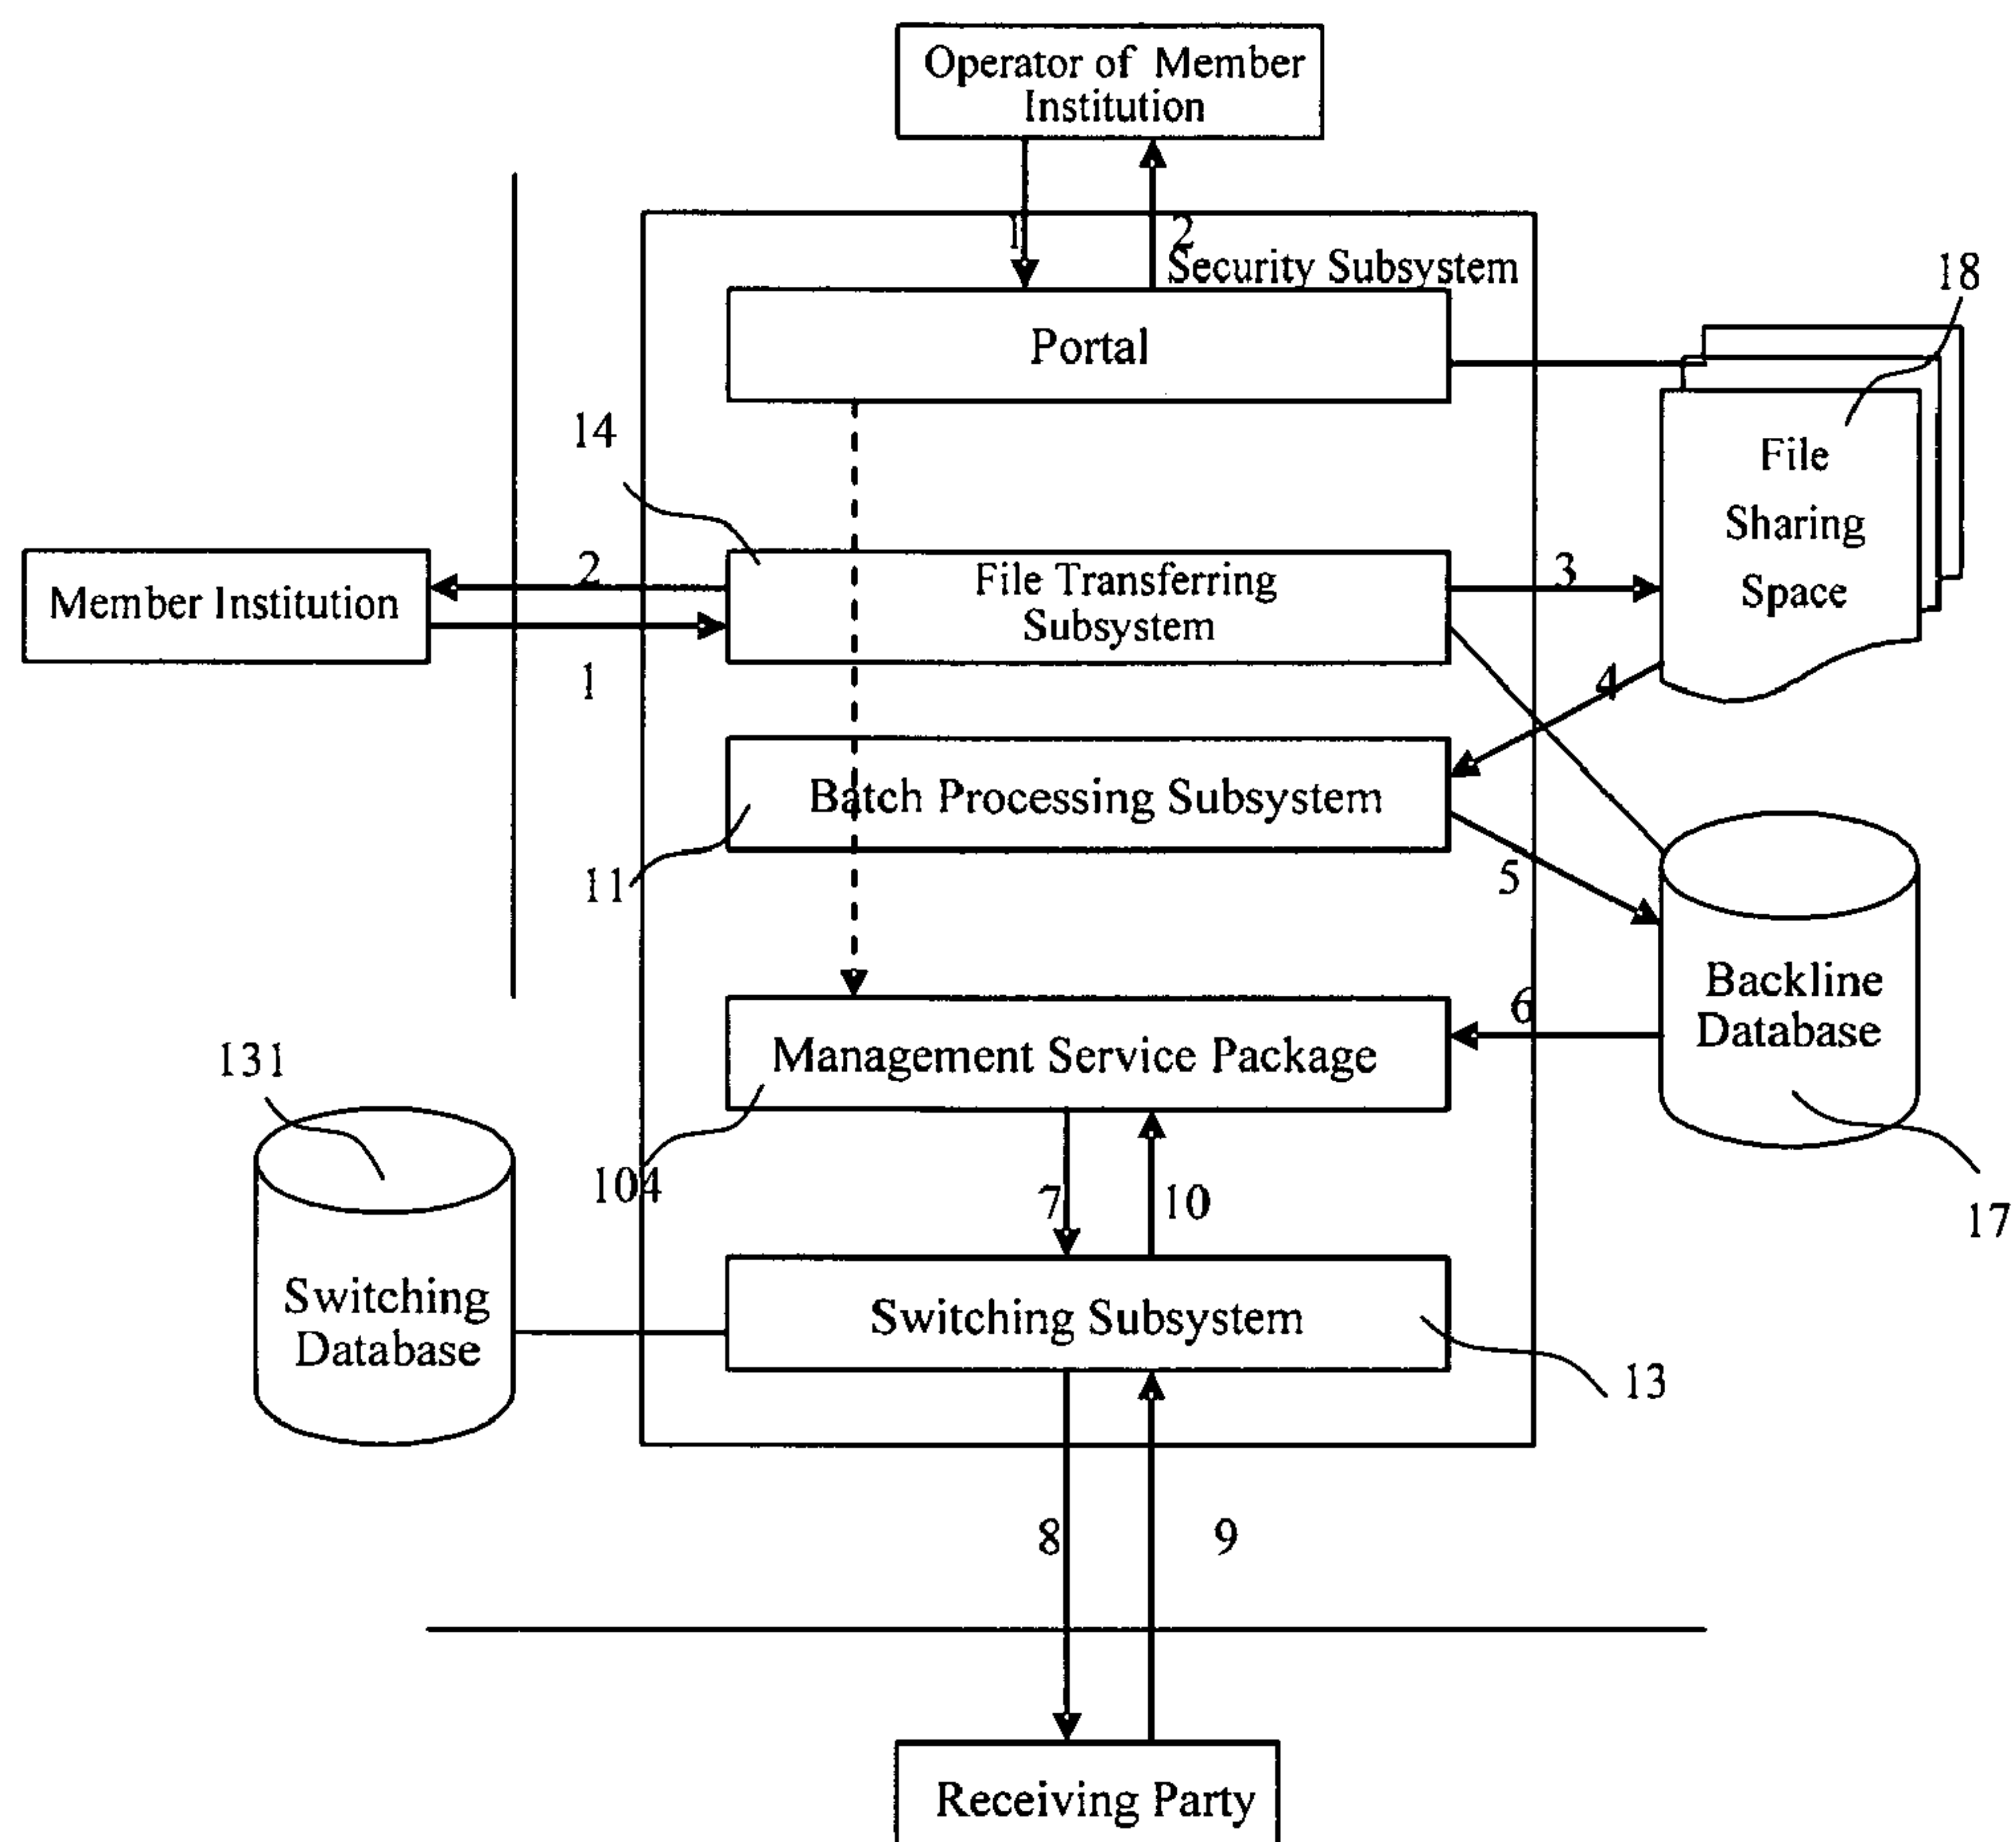 Operator of Member
Institution
1
2
Security Subsystem
18
Portal
14
File
Sharing
Space
2
Member Institution
File Transferring
Subsystem
3
1
4
Batch Processing Subsystem
11
5
Backline
Database
6
Management Service Package
131
104
7
10
17
Switching
Database
Switching Subsystem
13
8
9
Receiving Party